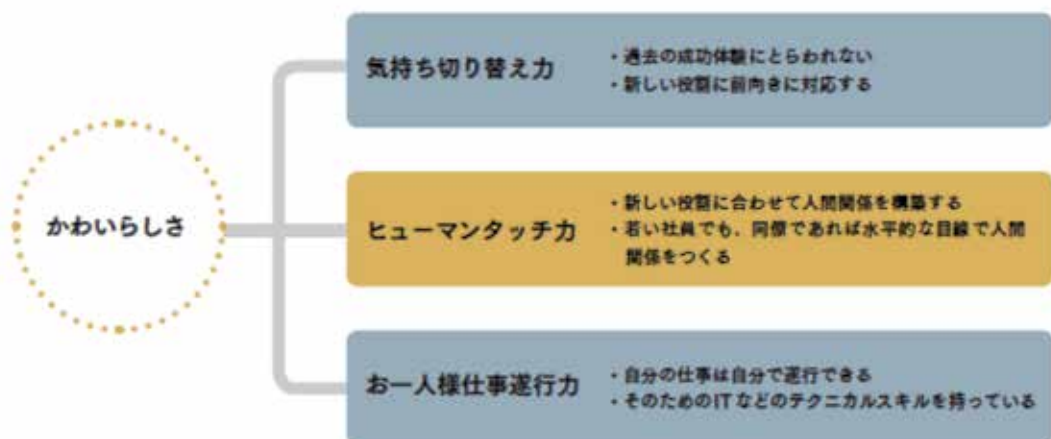 かわいらしさ
気持ち切り替え力
・過去の成功体験にとらわれない
・新しい役割に前向きに対応する
ヒューマンタッチ力
・新しい役割に合わせて人間関係を構築する
・若い社員でも、同僚であれば水平的な目線で人間
関係をつくる
お一人様仕事遂行力
・自分の仕事は自分で遂行できる
・そのためのITなどのテクニカルスキルを持っている